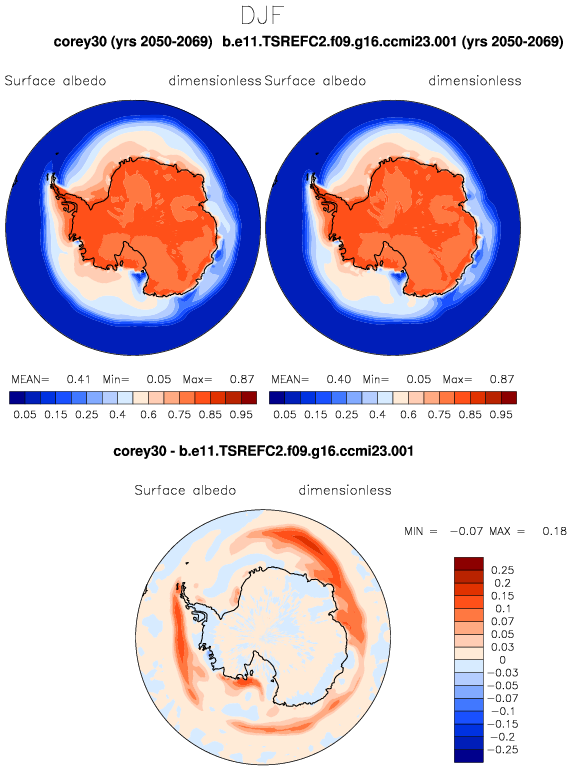 DJF
corey30 (yrs 2050-2069) b.e11.TSREFC2.f09.g16.ccmi23.001 (yrs 2050-2069)
Surface albedo dimensionless Surface albedo dimensionless
MEAN= 0.41 Min= 0.05 Max= 0.87 MEAN= 0.40 Min= 0.05 Max= 0.87
0.05 0.15 0.25 0.4 0.6 0.75 0.85 0.95 0.05 0.15 0.25 0.4 0.6 0.75 0.85 0.95
corey30 - b.e11.TSREFC2.f09.g16.ccmi23.001
Surface albedo dimensionless
MIN = -0.07 MAX = 0.18
0.25
0.2
0.15
0.1
0.07
0.05
0.03
0
-0.03
-0.05
-0.07
-0.1
-0.15
-0.2
-0.25